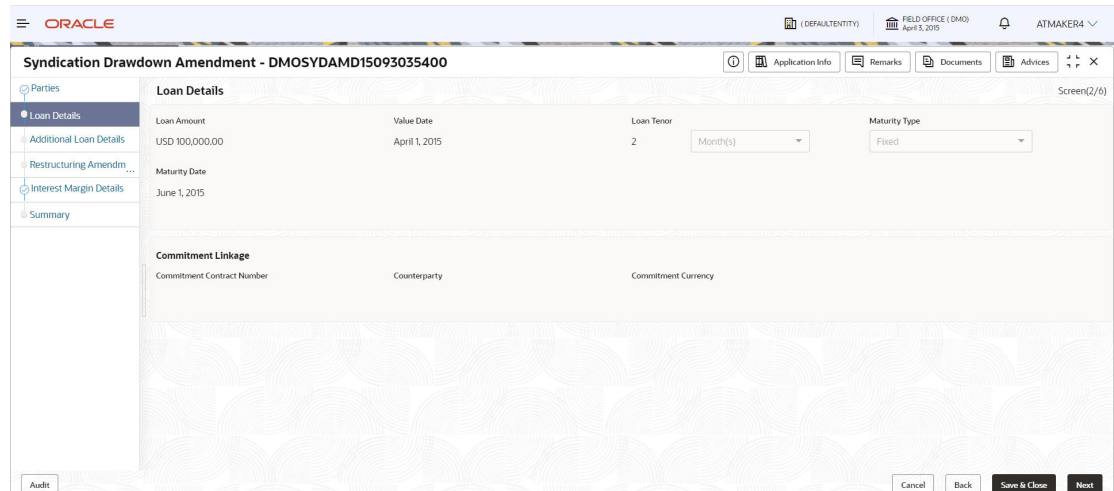 ORACLE
( DEFAULTENTITY)
FIELD OFFICE ( DMO)
April 3, 2015
ATMAKER4
Syndication Drawdown Amendment - DMOSYDAMD15093035400
Application Info
Remarks
Documents
Advices
Parties
Loan Details
Additional Loan Details
Restructuring Amendm...
Interest Margin Details
Summary
Loan Details
Screen(2/6)
Loan Amount
Value Date
Loan Tenor
Maturity Type
USD 100,000.00
April 1, 2015
2
Month(s)
Fixed
Maturity Date
June 1, 2015
Commitment Linkage
Commitment Contract Number
Counterparty
Commitment Currency
Audit
Cancel
Back
Save & Close
Next